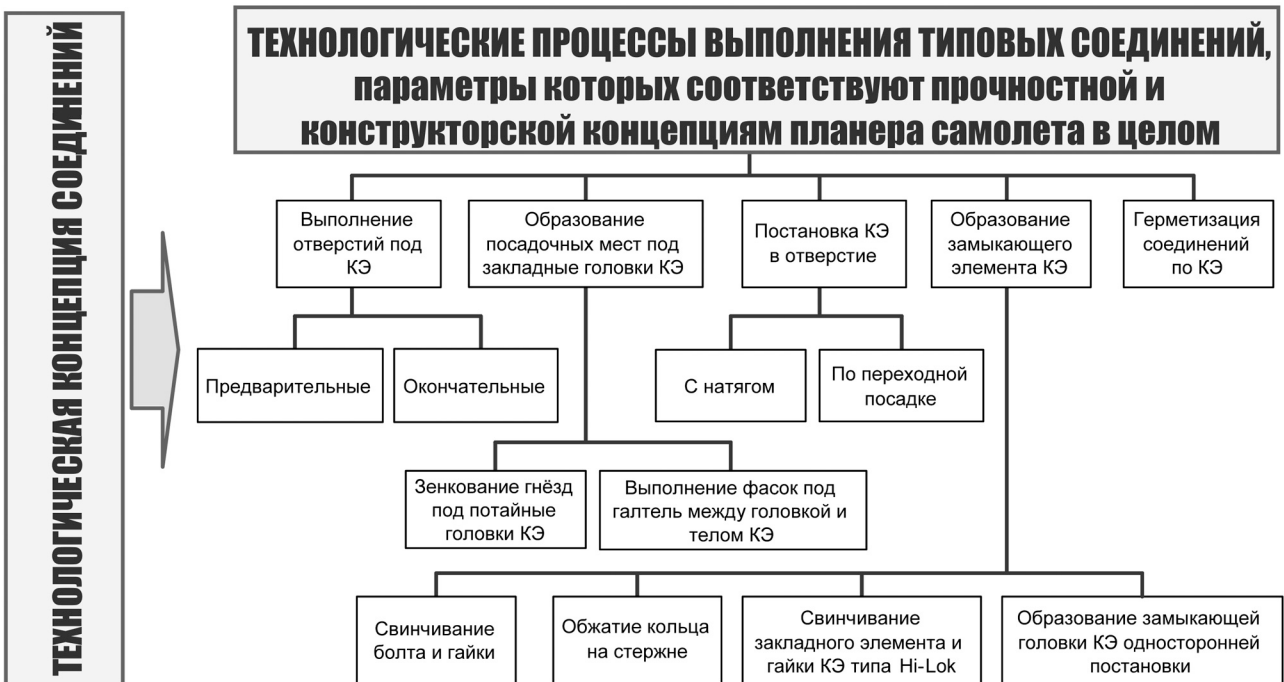 ТЕХНОЛОГИЧЕСКАЯ КОНЦЕПЦИЯ СОЕДИНЕНИЙ
ТЕХНОЛОГИЧЕСКИЕ ПРОЦЕССЫ ВЫПОЛНЕНИЯ ТИПОВЫХ СОЕДИНЕНИЙ,
параметры которых соответствуют прочностной и
конструкторской концепциям планера самолета в целом
Выполнение
отверстий под
КЭ
Образование
посадочных мест под
закладные головки КЭ
Постановка КЭ
в отверстие
Образование
замыкающего
элемента КЭ
Герметизация
соединений
по КЭ
Предварительные
Окончательные
С натягом
По переходной
посадке
Зенкование гнёзд
под потайные
головки КЭ
Выполнение фасок под
галтель между головкой и
телом КЭ
Свинчивание
болта и гайки
Обжатие кольца
на стержне
Свинчивание
закладного элемента и
гайки КЭ типа Hi-Lok
Образование замыкающей
головки КЭ односторонней
постановки